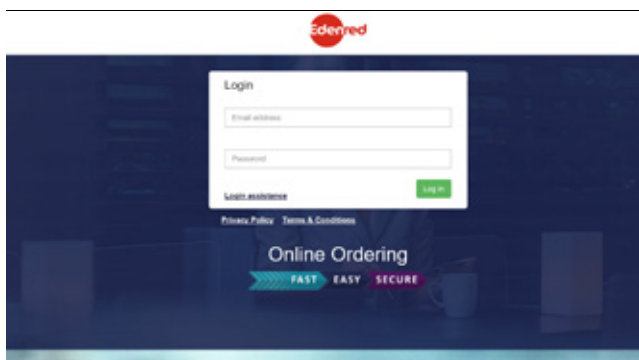 Edenred
Login
Email address
Password
Login assistance
Log in
Privacy Policy Terms & Conditions
Online Ordering
FAST EASY SECURE